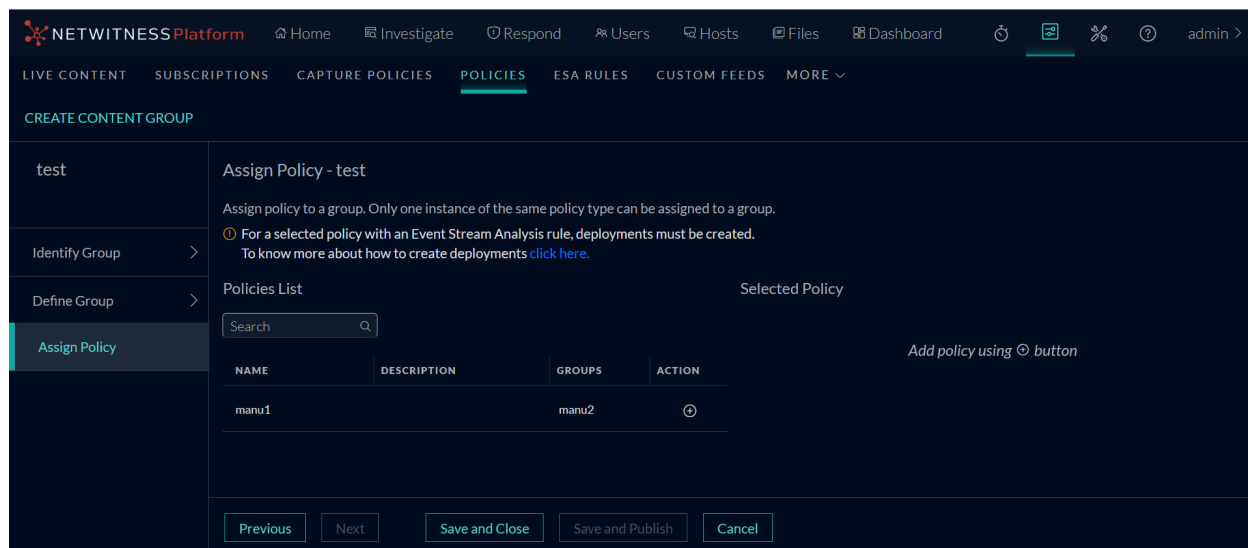 NETWITNESS Platform Home Investigate Respond Users Hosts Files Dashboard admin >
LIVE CONTENT SUBSCRIPTIONS CAPTURE POLICIES POLICIES ESA RULES CUSTOM FEEDS MORE
CREATE CONTENT GROUP
test
Identify Group
Define Group
Assign Policy
Assign Policy - test
Assign policy to a group. Only one instance of the same policy type can be assigned to a group.
For a selected policy with an Event Stream Analysis rule, deployments must be created.
To know more about how to create deployments click here.
Policies List
Search
NAME DESCRIPTION GROUPS ACTION
manu1 manu2
Selected Policy
Add policy using ⊕ button
Previous Next Save and Close Save and Publish Cancel